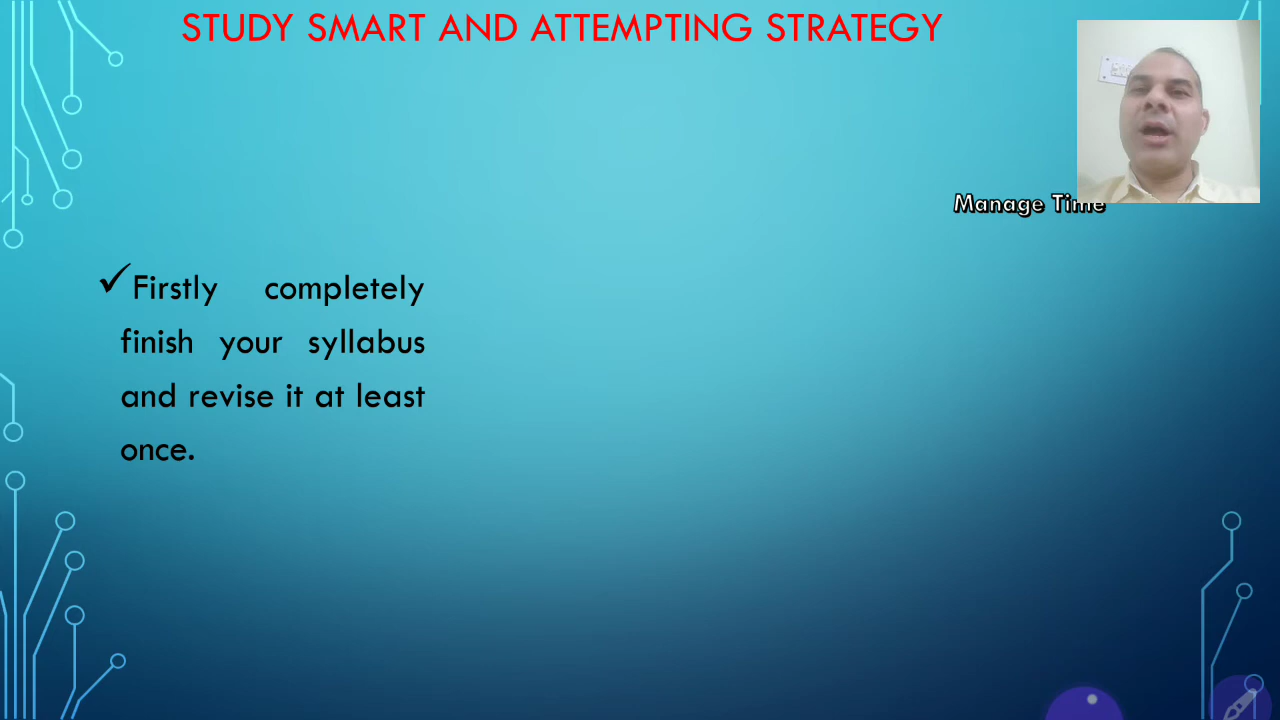 STUDY SMART AND ATTEMPTING STRATEGY
Manage Time
✓Firstly completely
finish your syllabus
and revise it at least
once.